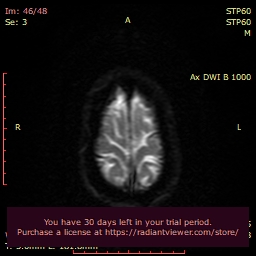 Im: 46/48
Se: 3
A
STP60
STP60
M
Ax DWI B 1000
R
L
You have 30 days left in your trial period.
Purchase a license at https://radiantviewer.com/store/